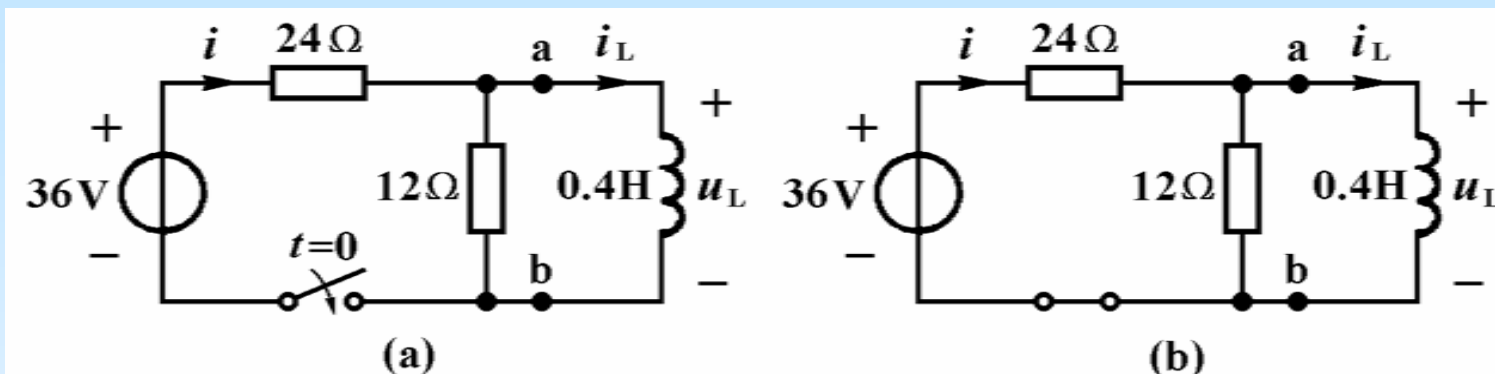 i 24Ω a i_L
+ +
36V 12Ω 0.4H u_L
− t=0 b −
(a)
i 24Ω a i_L
+ +
36V 12Ω 0.4H u_L
− b −
(b)